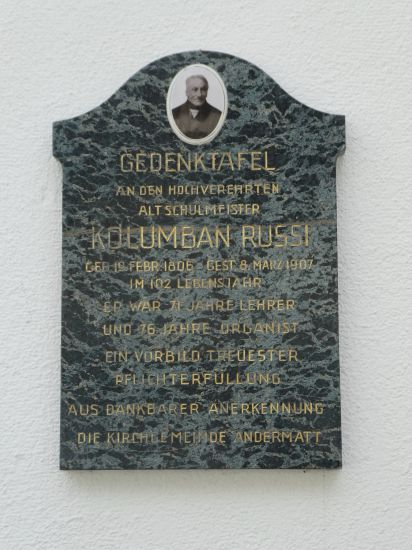 GEDENKTAFEL
AN DEN HOCHVEREHRTEN
ALTSCHULMEISTER
KOLUMBAN RUSSI
GEB. 18. FEBR. 1806 - GEST. 8. MÄRZ 1907
IM 102 LEBENSJAHR
ER WAR 71 JAHRE LEHRER
UND 76 JAHRE ORGANIST
EIN VORBILD TREUESTER
PFLICHTERFÜLLUNG
AUS DANKBARER ANERKENNUNG
DIE KIRCHGEMEINDE ANDERMATT